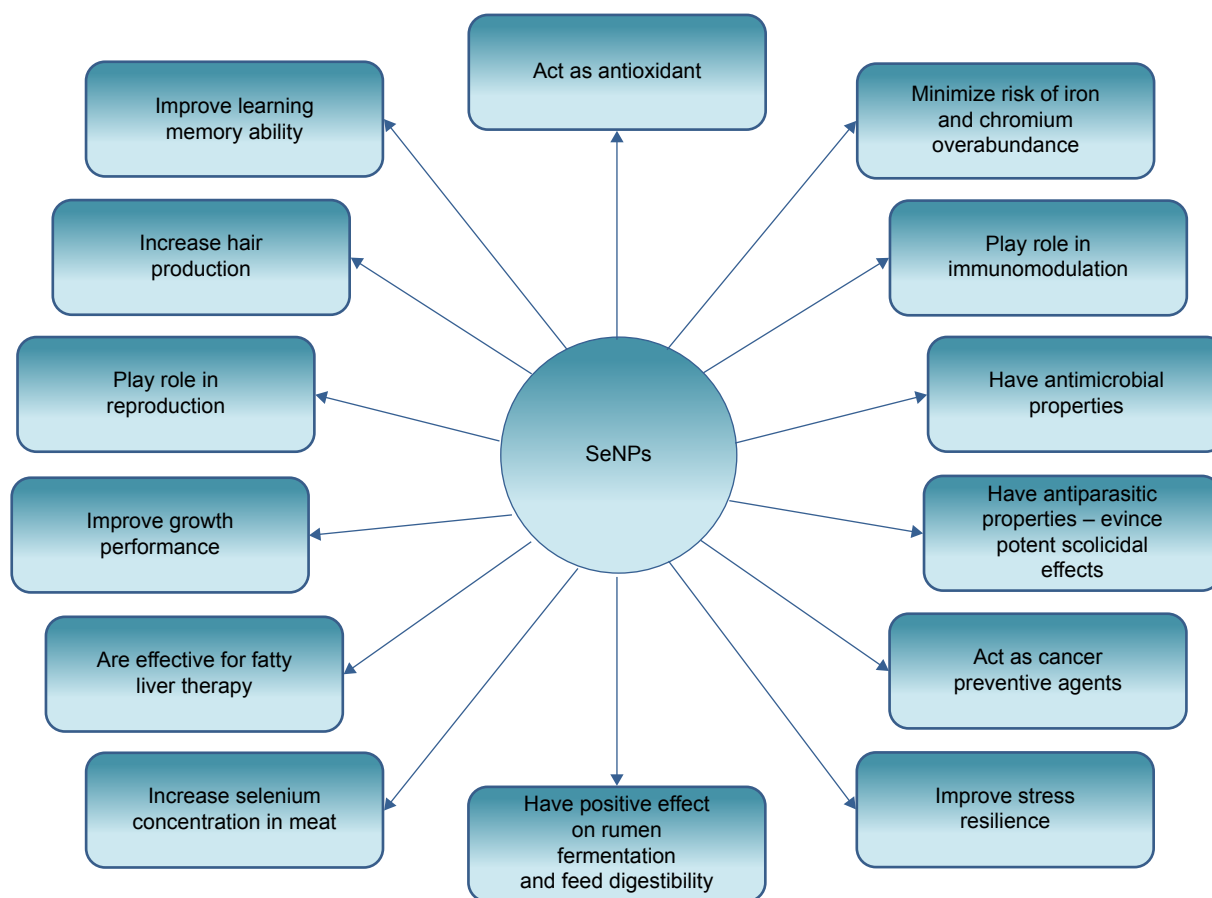 Act as antioxidant
Improve learning
memory ability
Minimize risk of iron
and chromium
overabundance
Increase hair
production
Play role in
immunomodulation
Play role in
reproduction
Have antimicrobial
properties
SeNPs
Improve growth
performance
Have antiparasitic
properties – evince
potent scolicidal
effects
Are effective for fatty
liver therapy
Act as cancer
preventive agents
Increase selenium
concentration in meat
Have positive effect
on rumen
fermentation
and feed digestibility
Improve stress
resilience